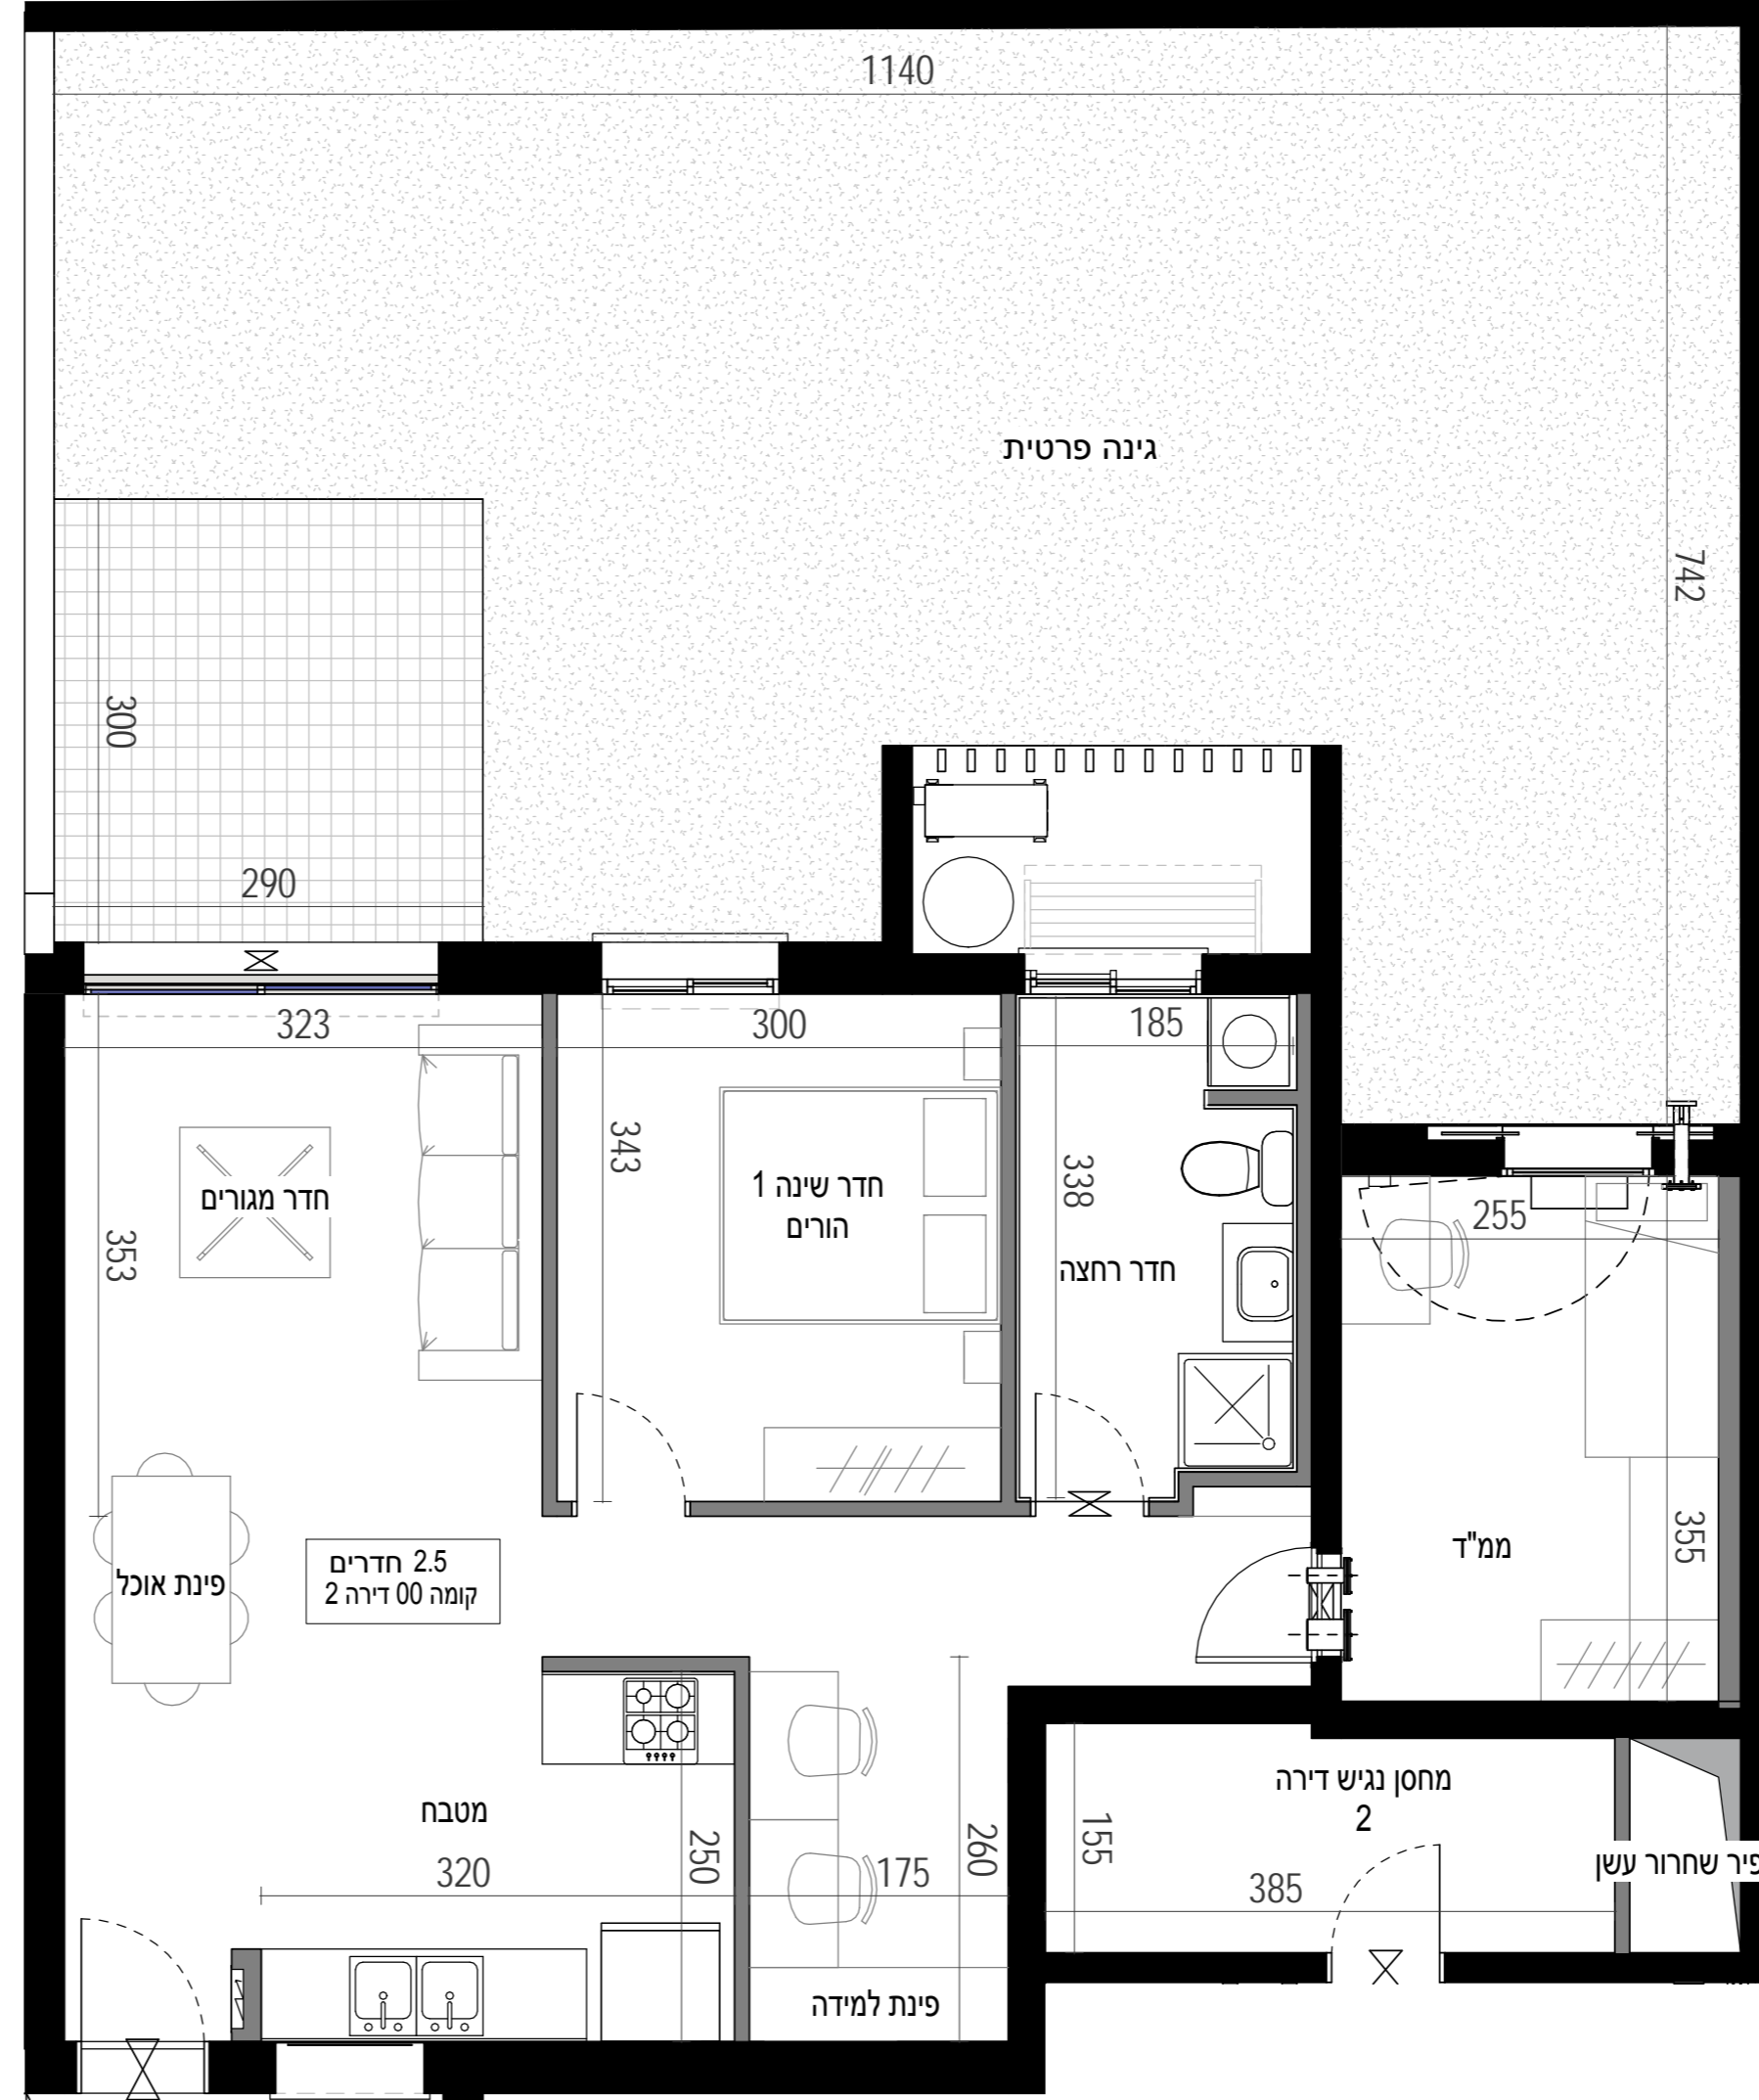 1140
גינה פרטית
742
300
290
323
300
185
343
353
חדר מגורים
חדר שינה 1
הורים
338
חדר רחצה
255
2.5 חדרים
קומה 00 דירה 2
פינת אוכל
ממ"ד
355
מטבח
320
250
260
175
פינת למידה
מחסן נגיש דירה
2
155
385
פיר שחרור עשן